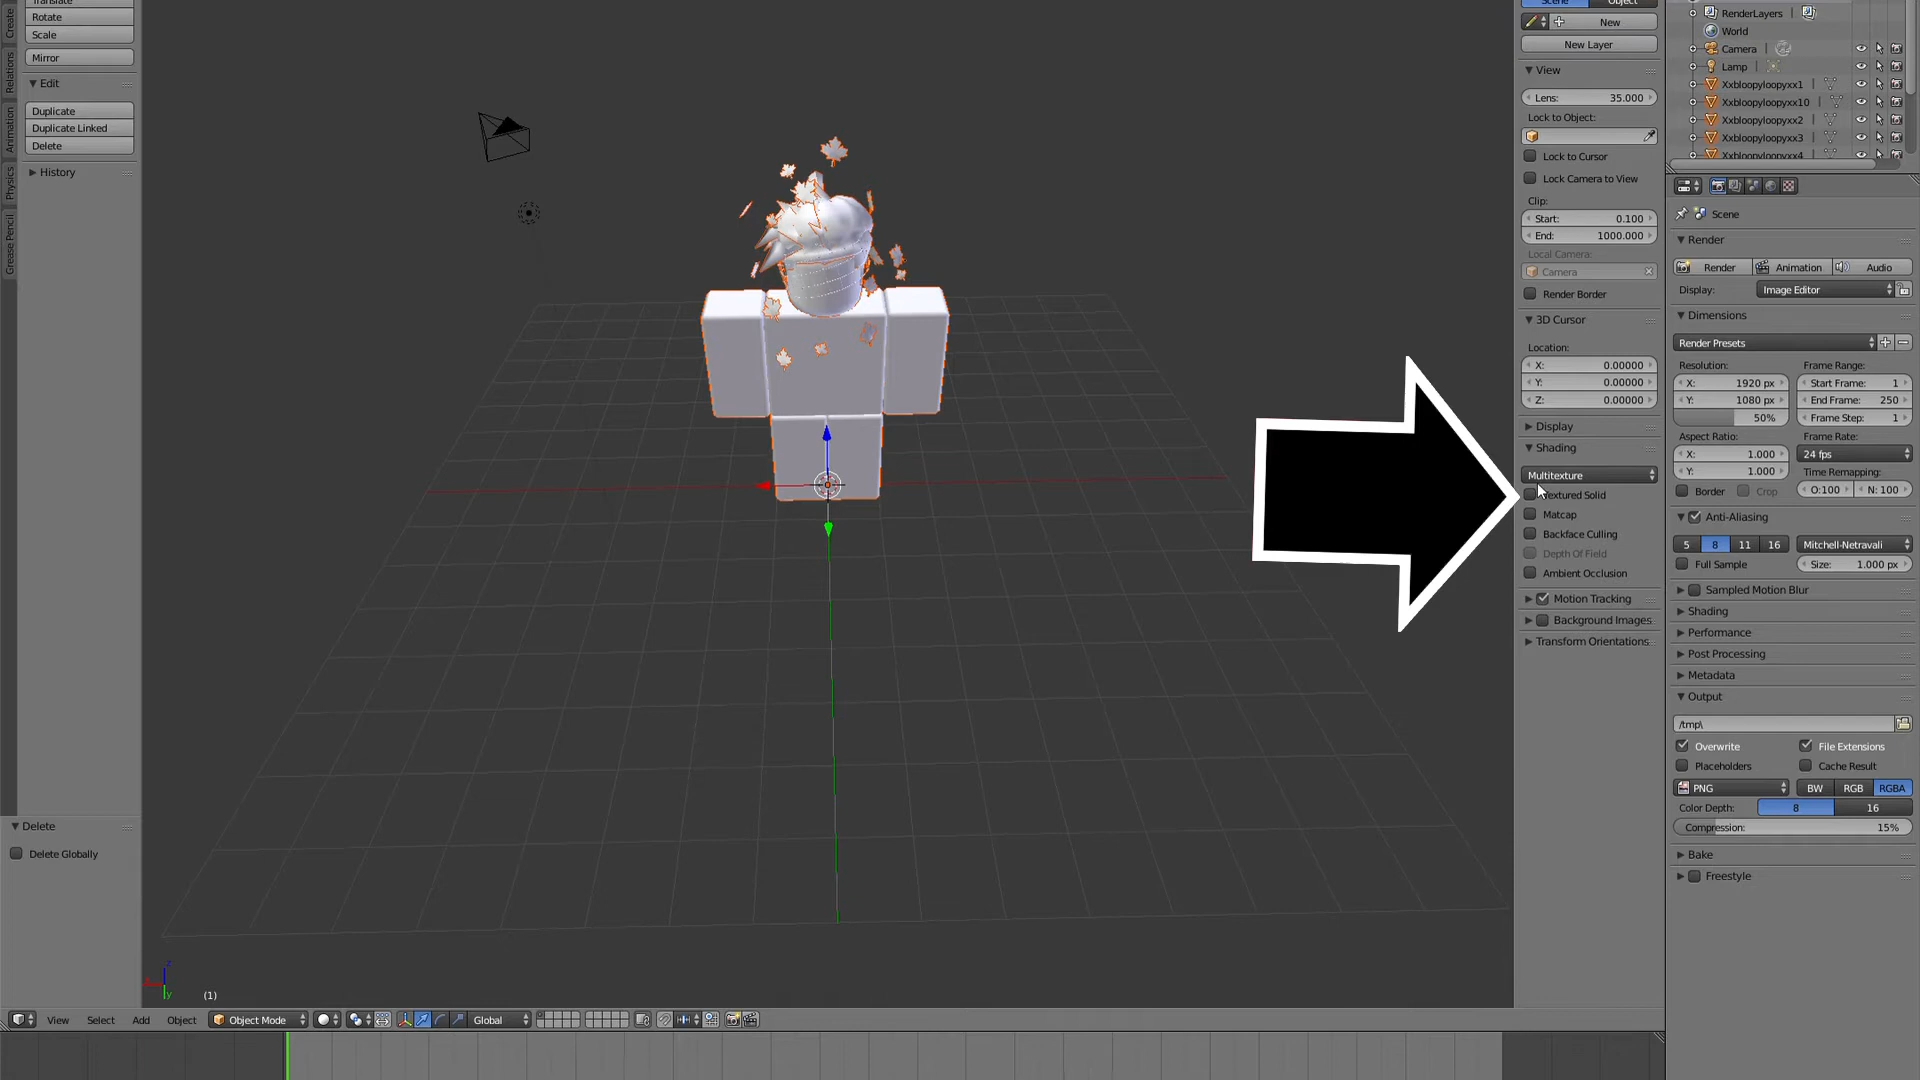 Translate
Rotate
Scale
Mirror
Edit
Duplicate
Duplicate Linked
Delete
History
Create
Relations
Animation
Physics
Grease Pencil
Delete
Delete Globally
(1)
View Select Add Object Object Mode Global
Scene Object
New
New Layer
View
Lens: 35.000
Lock to Object:
Lock to Cursor
Lock Camera to View
Clip:
Start: 0.100
End: 1000.000
Local Camera:
Camera
Render Border
3D Cursor
Location:
X: 0.00000
Y: 0.00000
Z: 0.00000
Display
Shading
Multitexture
Textured Solid
Matcap
Backface Culling
Depth Of Field
Ambient Occlusion
Motion Tracking
Background Images
Transform Orientations
RenderLayers
World
Camera
Lamp
Xxbloopyloopyxx1
Xxbloopyloopyxx10
Xxbloopyloopyxx2
Xxbloopyloopyxx3
Xxbloopyloopyxx4
Scene
Render
Render Animation Audio
Display: Image Editor
Dimensions
Render Presets
Resolution: Frame Range:
X: 1920 px Start Frame: 1
Y: 1080 px End Frame: 250
50% Frame Step: 1
Aspect Ratio: Frame Rate:
X: 1.000 24 fps
Y: 1.000 Time Remapping:
Border Crop O:100 N: 100
Anti-Aliasing
5 8 11 16 Mitchell-Netravali
Full Sample Size: 1.000 px
Sampled Motion Blur
Shading
Performance
Post Processing
Metadata
Output
/tmp\
Overwrite File Extensions
Placeholders Cache Result
PNG BW RGB RGBA
Color Depth: 8 16
Compression: 15%
Bake
Freestyle
z
y